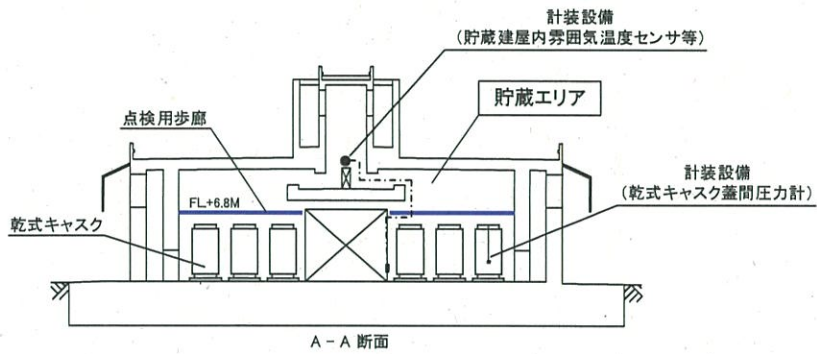 計装設備
(貯蔵建屋内雰囲気温度センサ等)
貯蔵エリア
点検用歩廊
計装設備
(乾式キャスク蓋間圧力計)
FL+6.8M
乾式キャスク
A－A 断面